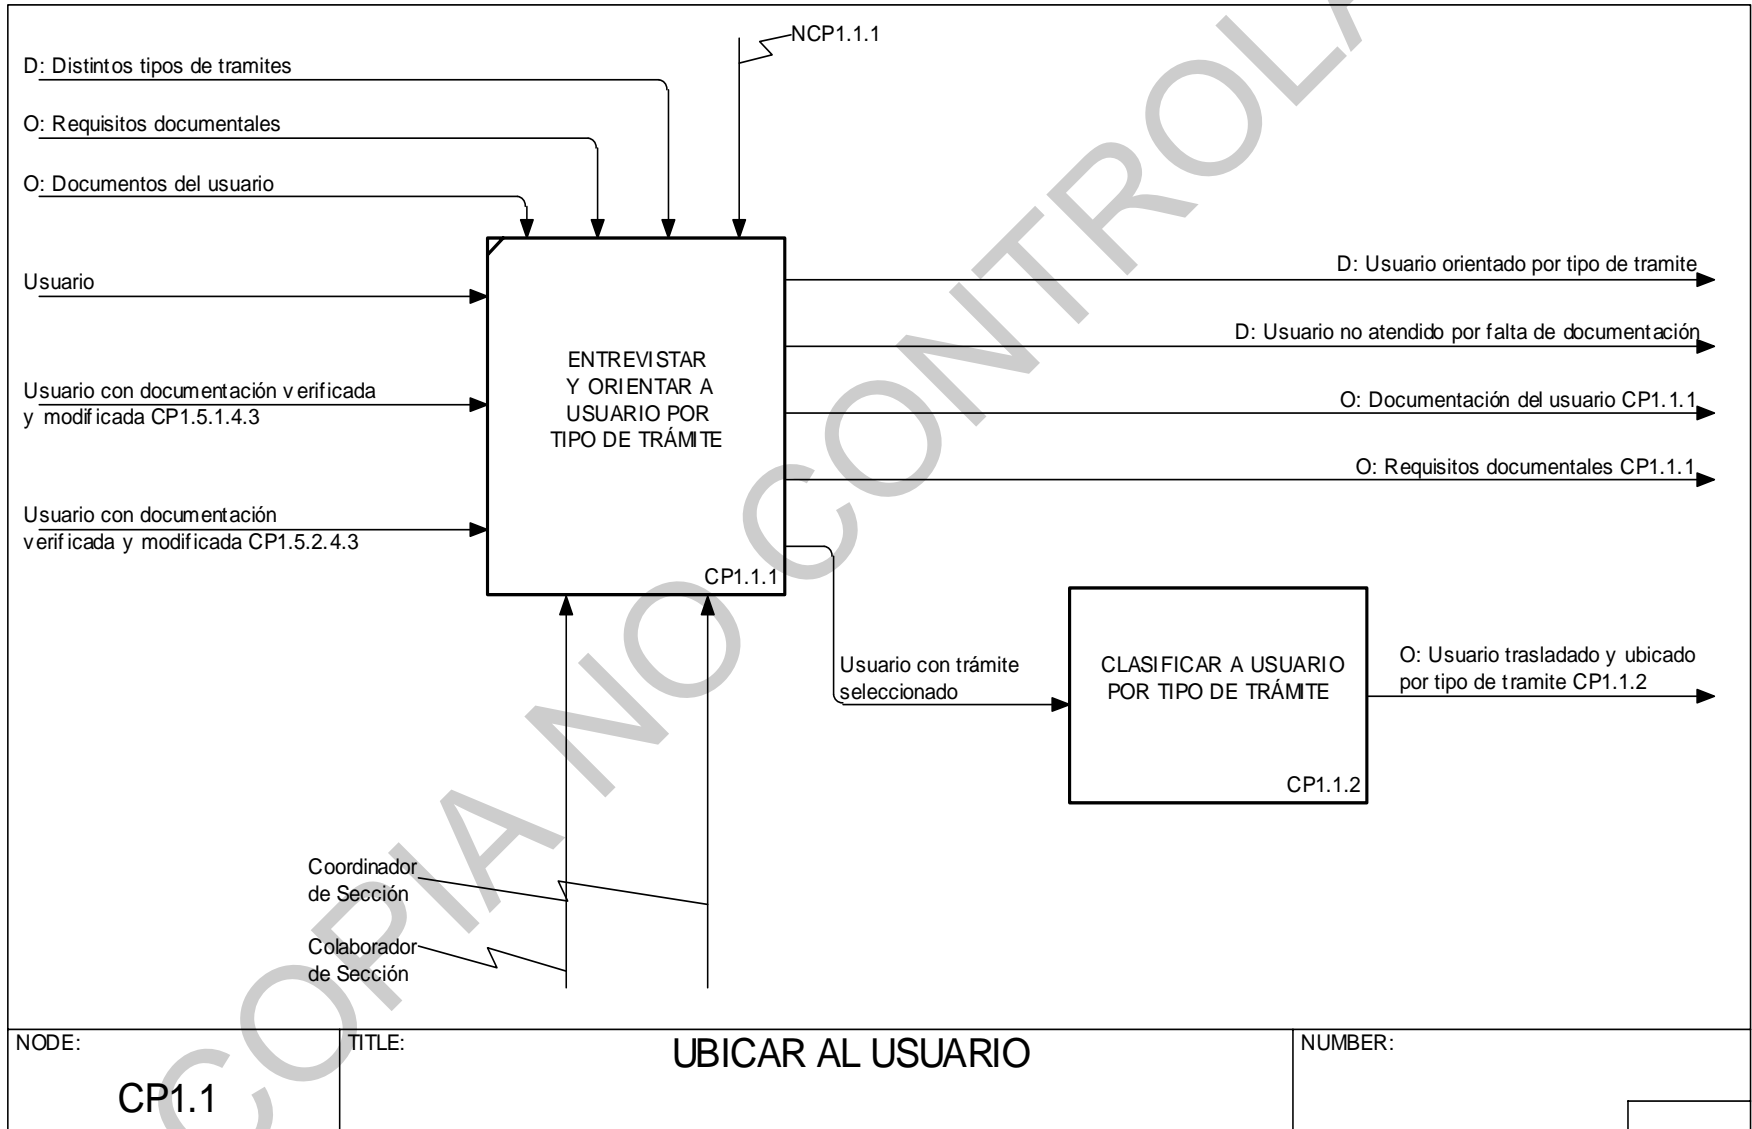 NCP1.1.1
D: Distintos tipos de tramites
O: Requisitos documentales
O: Documentos del usuario
Usuario
Usuario con documentación verificada
y modificada CP1.5.1.4.3
Usuario con documentación
verificada y modificada CP1.5.2.4.3
ENTREVISTAR
Y ORIENTAR A
USUARIO POR
TIPO DE TRÁMITE
CP1.1.1
D: Usuario orientado por tipo de tramite
D: Usuario no atendido por falta de documentación
O: Documentación del usuario CP1.1.1
O: Requisitos documentales CP1.1.1
Usuario con trámite
seleccionado
CLASIFICAR A USUARIO
POR TIPO DE TRÁMITE
CP1.1.2
O: Usuario trasladado y ubicado
por tipo de tramite CP1.1.2
Coordinador
de Sección
Colaborador
de Sección
NODE:
CP1.1
TITLE:
UBICAR AL USUARIO
NUMBER:
COPIA NO CONTROLA